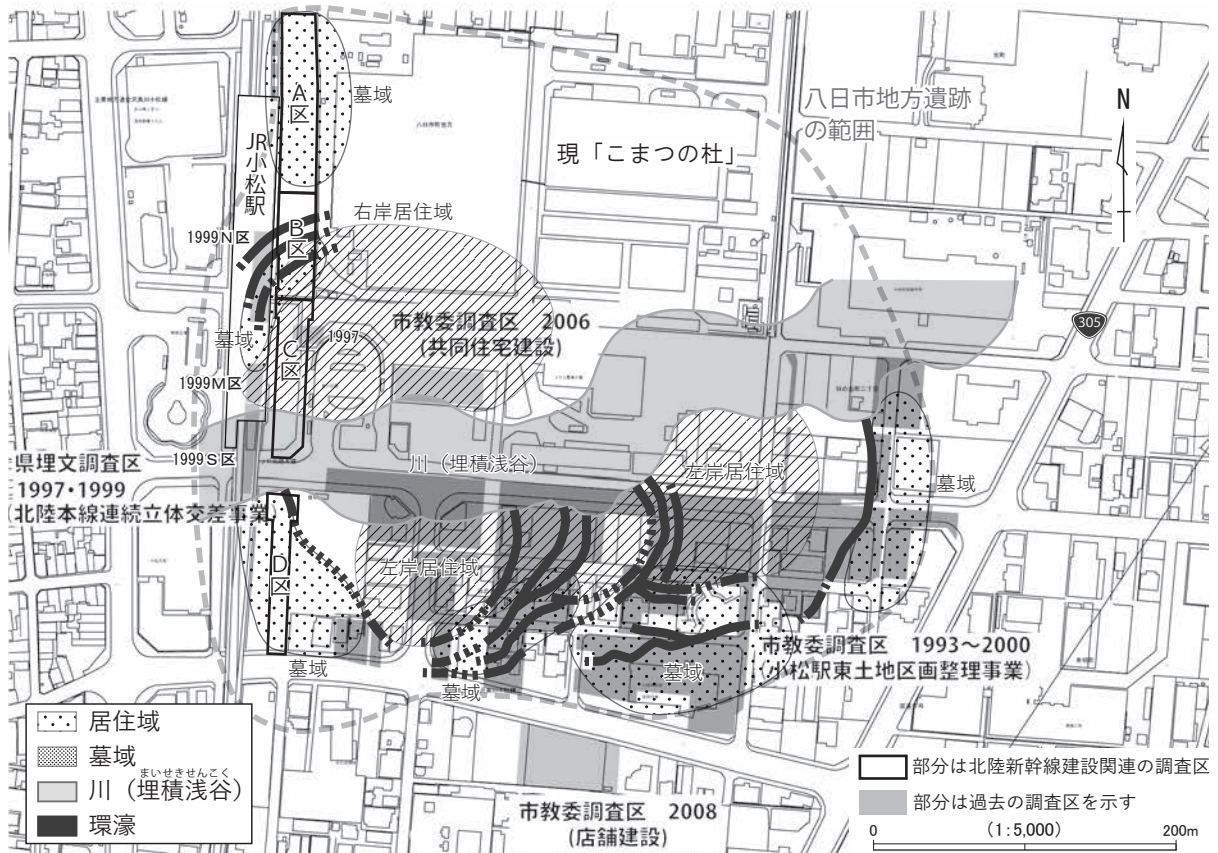 八日市地方遺跡
の範囲
N
現「こまつの杜」
A区
墓域
JR小松駅
右岸居住域
1999N区
B区
市教委調査区 2006
(共同住宅建設)
1997
墓域
C区
305
1999M区
1999S区
県埋文調査区
1997・1999
(北陸本線連続立体交差事業
川（埋積浅谷）
左岸居住域
墓域
D区
左岸居住域
墓域
墓域
墓域
市教委調査区 1993～2000
(小松駅東土地区画整理事業)
居住域
墓域
まいせきせんこく
川（埋積浅谷）
環濠
市教委調査区 2008
(店舗建設)
部分は北陸新幹線建設関連の調査区
部分は過去の調査区を示す
0 (1:5,000) 200m